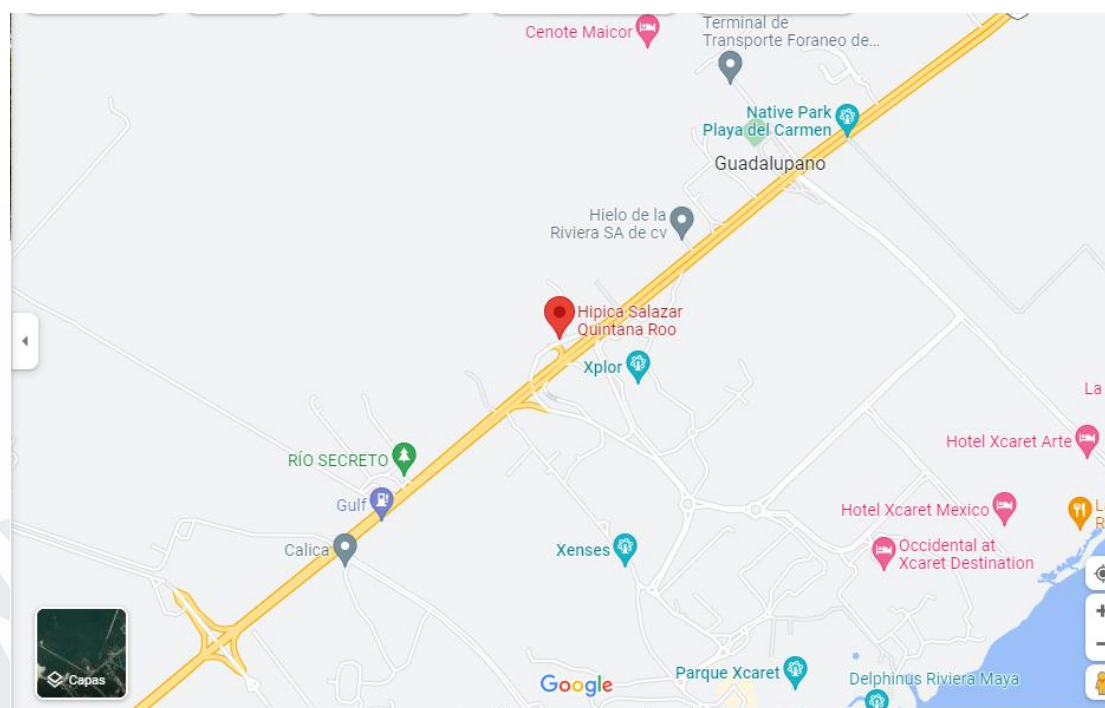 Cenote Maicor
Terminal de
Transporte Foraneo de...
Native Park
Playa del Carmen
Guadalupano
Hielo de la
Riviera SA de cv
Hipica Salazar
Quintana Roo
Xplor
La
Hotel Xcaret Arte
RÍO SECRETO
Gulf
Hotel Xcaret Mexico
L
R
Calica
Xenses
Occidental at
Xcaret Destination
Capas
Google
Parque Xcaret
Delphinus Riviera Maya